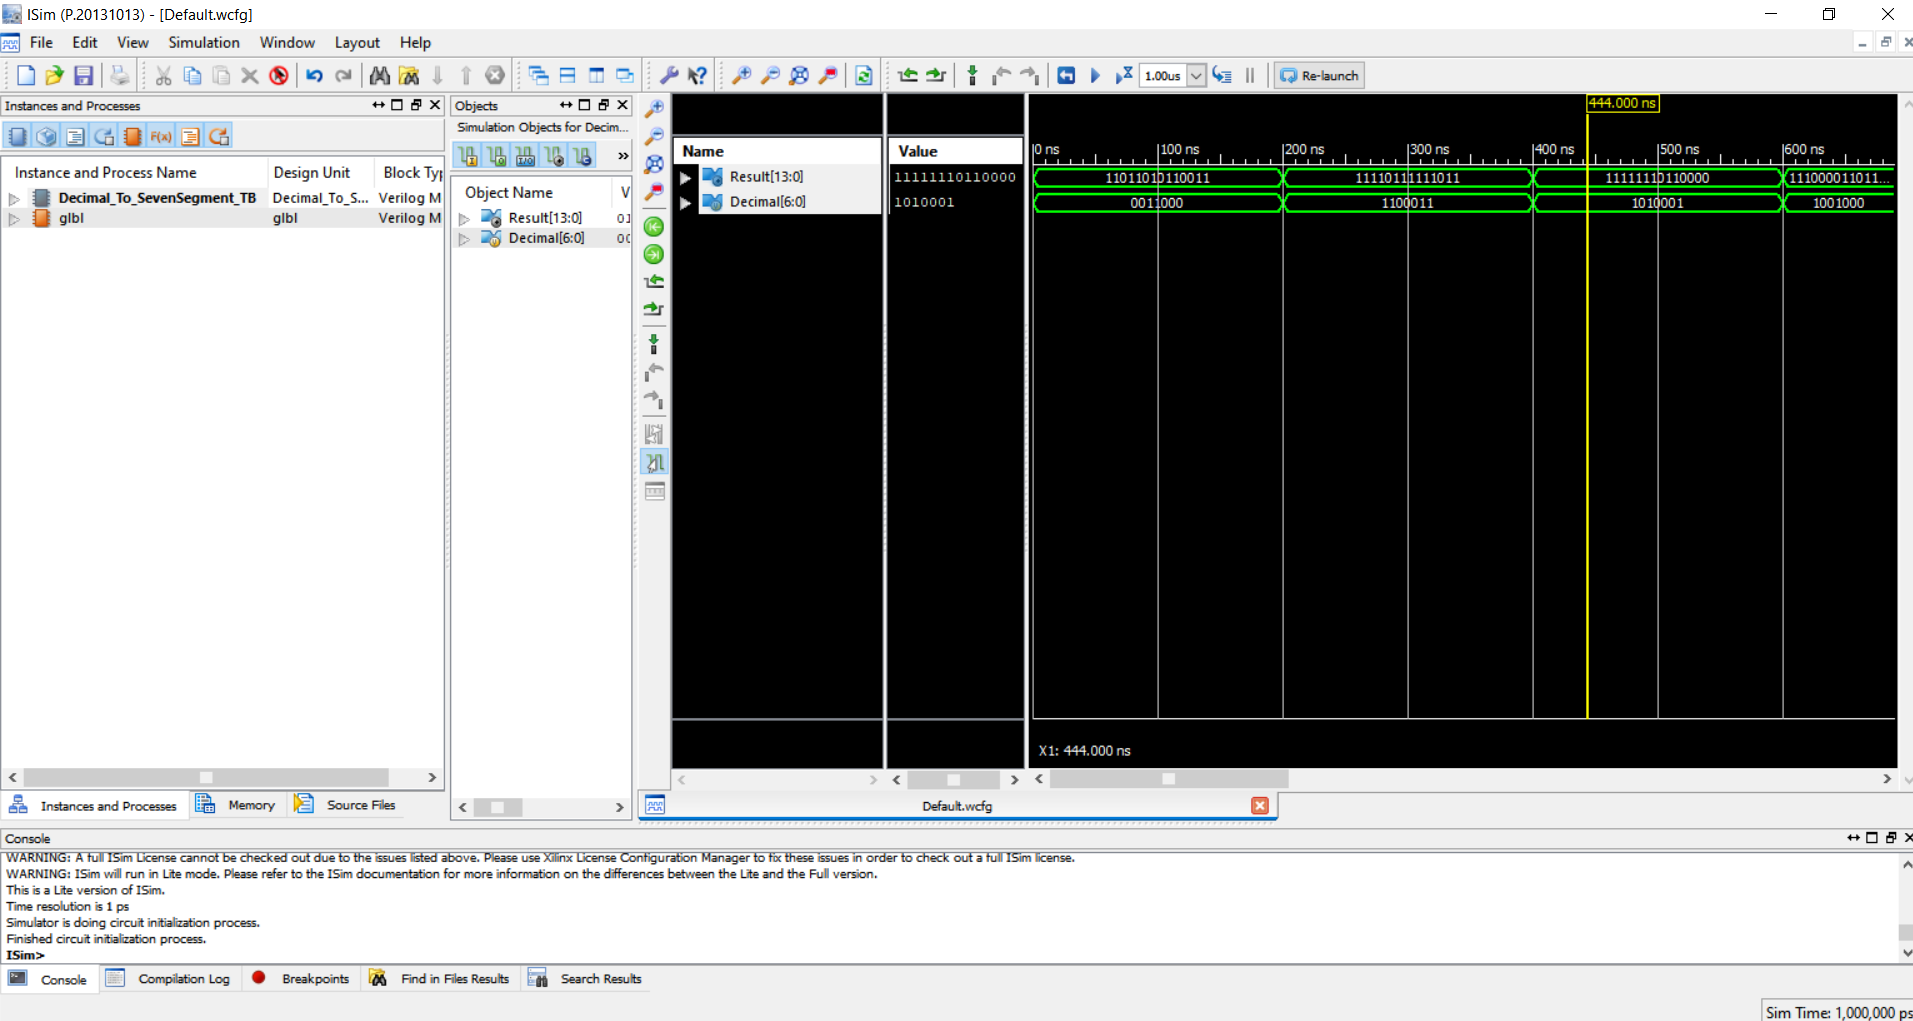 ISim (P.20131013) - [Default.wcfg]
File Edit View Simulation Window Layout Help
1.00us Re-launch
Instances and Processes
Instance and Process Name Design Unit Block Typ
Decimal_To_SevenSegment_TB Decimal_To_S... Verilog M
glbl glbl Verilog M
Instances and Processes Memory Source Files
Objects
Simulation Objects for Decim...
Object Name V
Result[13:0] 01
Decimal[6:0] 00
444.000 ns
Name Value
0 ns 100 ns 200 ns 300 ns 400 ns 500 ns 600 ns
Result[13:0] 11111110110000 11011010110011 11110111111011 11111110110000 111000011011...
Decimal[6:0] 1010001 0011000 1100011 1010001 1001000
X1: 444.000 ns
Default.wcfg
Console
WARNING: A full ISim License cannot be checked out due to the issues listed above. Please use Xilinx License Configuration Manager to fix these issues in order to check out a full ISim license.
WARNING: ISim will run in Lite mode. Please refer to the ISim documentation for more information on the differences between the Lite and the Full version.
This is a Lite version of ISim.
Time resolution is 1 ps
Simulator is doing circuit initialization process.
Finished circuit initialization process.
ISim>
Console Compilation Log Breakpoints Find in Files Results Search Results
Sim Time: 1,000,000 ps